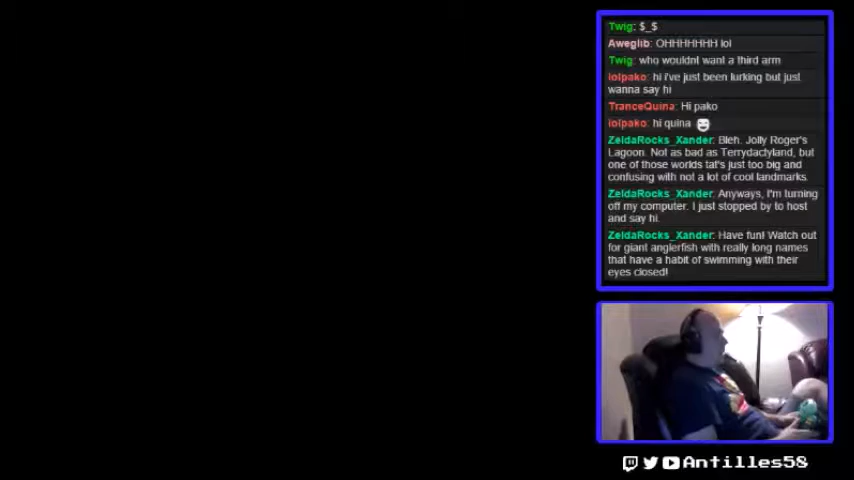 Twig: $_$
Aweglib: OHHHHHHH lol
Twig: who wouldnt want a third arm
lolpako: hi i've just been lurking but just
wanna say hi
TranceQuina: Hi pako
lolpako: hi quina
ZeldaRocks_Xander: Bleh. Jolly Roger's
Lagoon. Not as bad as Terrydactyland, but
one of those worlds tat's just too big and
confusing with not a lot of cool landmarks.
ZeldaRocks_Xander: Anyways, I'm turning
off my computer. I just stopped by to host
and say hi.
ZeldaRocks_Xander: Have fun! Watch out
for giant anglerfish with really long names
that have a habit of swimming with their
eyes closed!
Antilles58